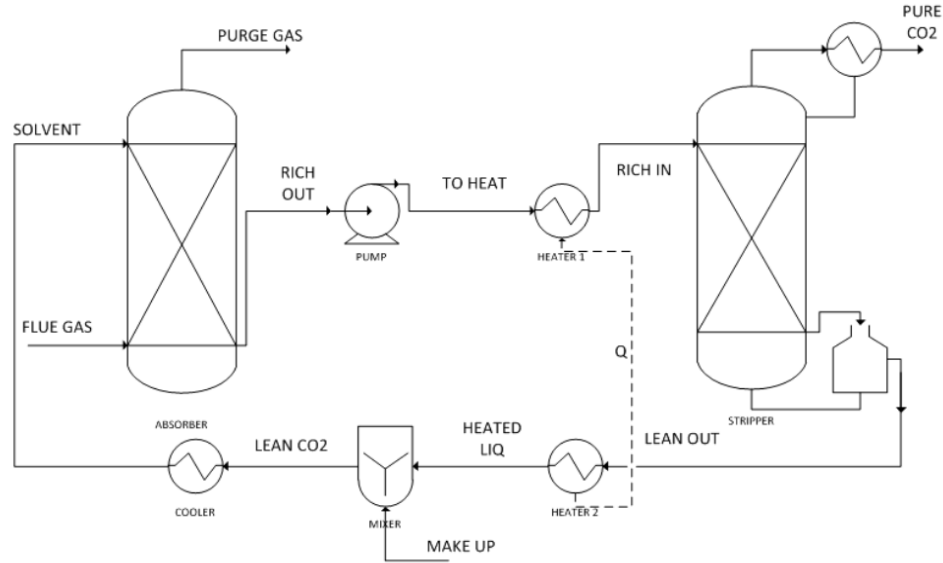 PURE
CO2
PURGE GAS
SOLVENT
RICH
OUT
TO HEAT
RICH IN
PUMP
HEATER 1
FLUE GAS
Q
ABSORBER
STRIPPER
LEAN CO2
HEATED
LIQ
LEAN OUT
COOLER
MIXER
HEATER 2
MAKE UP